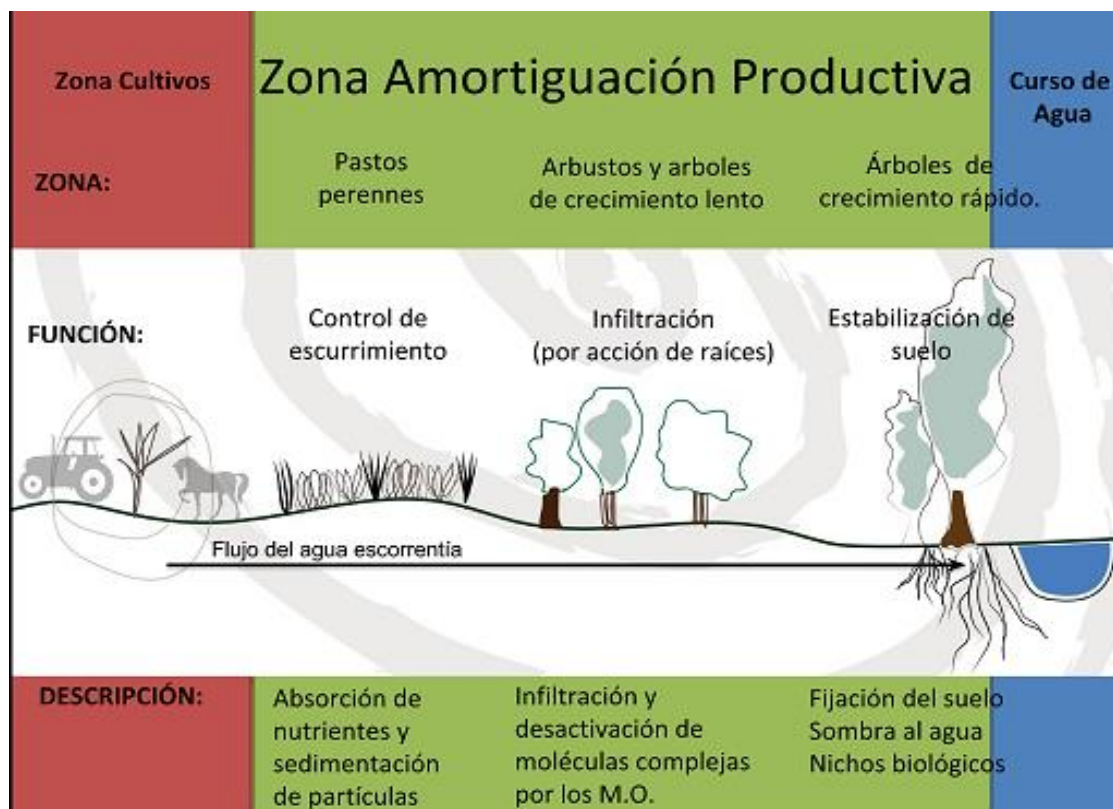 Zona Cultivos
Zona Amortiguación Productiva
Curso de
Agua
ZONA:
Pastos
perennes
Arbustos y arboles
de crecimiento lento
Árboles de
crecimiento rápido.
FUNCIÓN:
Control de
escurrimiento
Infiltración
(por acción de raíces)
Estabilización de
suelo
Flujo del agua escorrentía
DESCRIPCIÓN:
Absorción de
nutrientes y
sedimentación
de partículas
Infiltración y
desactivación de
moléculas complejas
por los M.O.
Fijación del suelo
Sombra al agua
Nichos biológicos